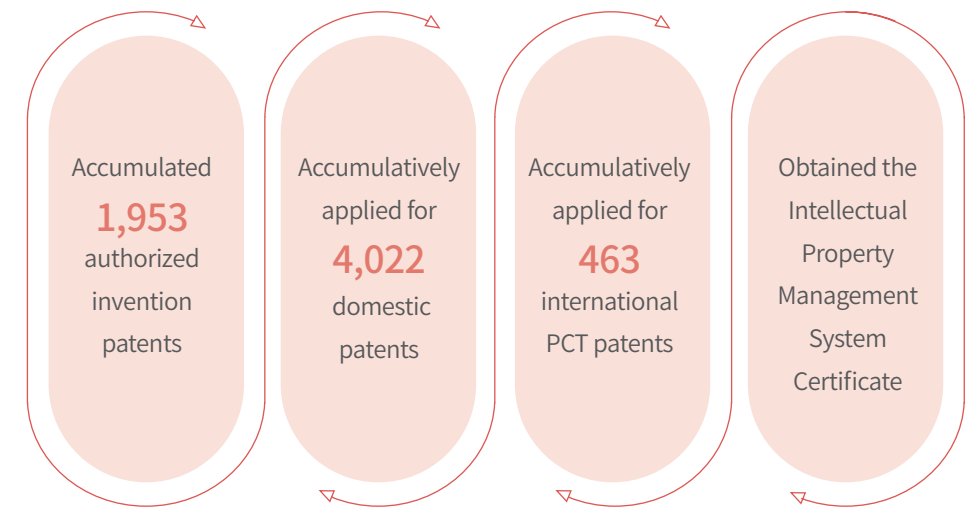 Accumulated
1,953
authorized
invention
patents
Accumulatively
applied for
4,022
domestic
patents
Accumulatively
applied for
463
international
PCT patents
Obtained the
Intellectual
Property
Management
System
Certificate